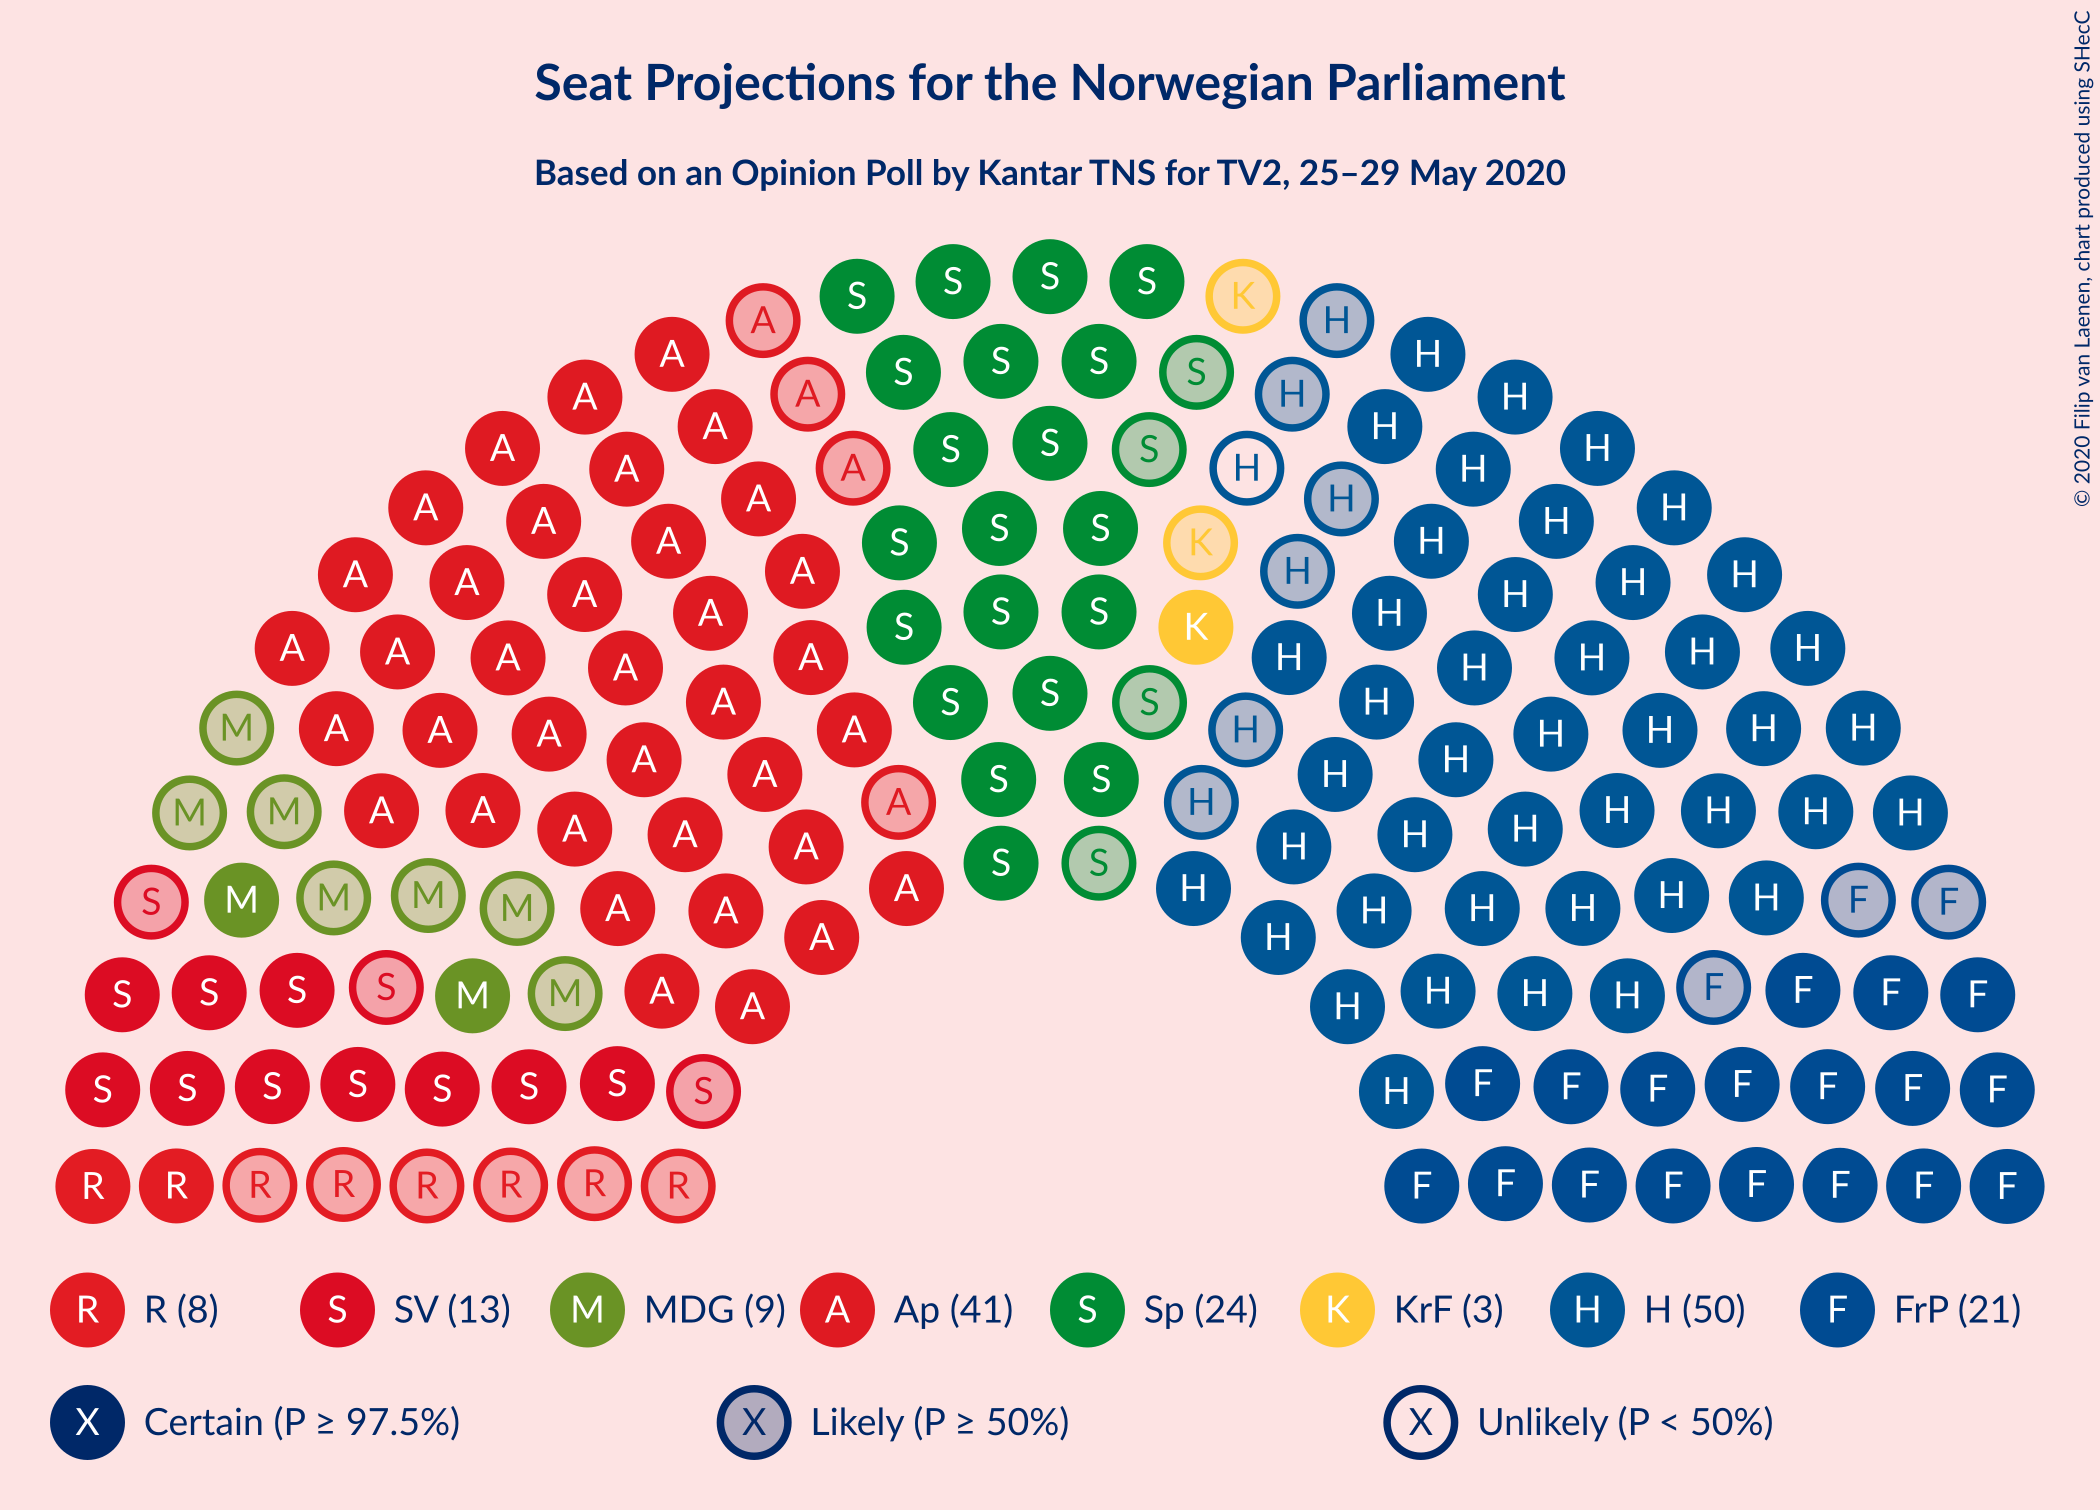 Seat Projections for the Norwegian Parliament
Based on an Opinion Poll by Kantar TNS for TV2, 25–29 May 2020
© 2020 Filip van Laenen, chart produced using SHecC
S S S S K H
A S S S S H H
A A S S S H H H
A A A S S S K H H H
A A A A S S S K H H H H
A A A A S S S H H H H
A A A A S S H H H H
M A A A S S H H H H
M M A A A A A A A A H H H H H H H H
S M M M M A A A A H H H H H H F F
S S S S M M A A H H H H F F F F
S S S S S S S S H F F F F F F F
R R R R R R R R F F F F F F F F
R R (8) S SV (13) M MDG (9) A Ap (41) S Sp (24) K KrF (3) H H (50) F FrP (21)
X Certain (P ≥ 97.5%) X Likely (P ≥ 50%) X Unlikely (P < 50%)